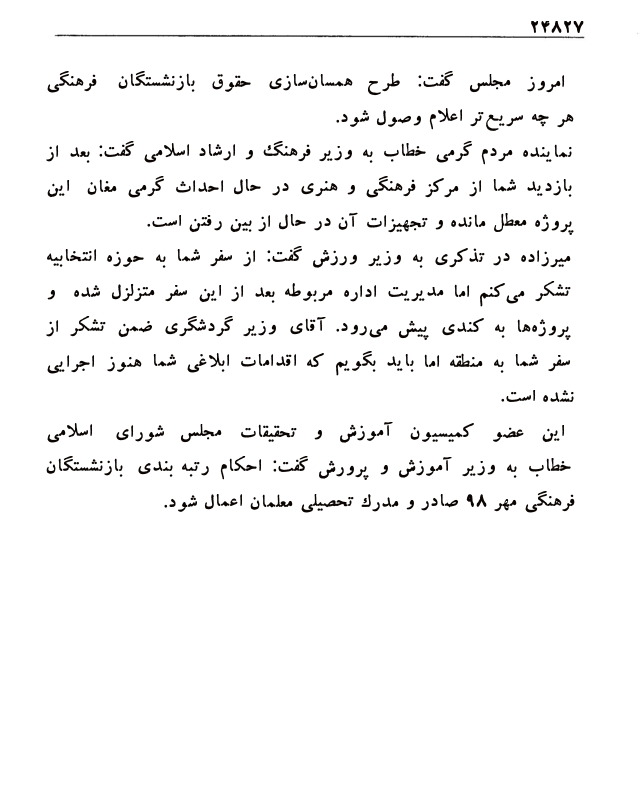 ۲۴۸۲۷
امروز مجلس گفت: طرح همسان‌سازی حقوق بازنشستگان فرهنگی
هر چه سریع‌تر اعلام وصول شود.
نماینده مردم گرمی خطاب به وزیر فرهنگ و ارشاد اسلامی گفت: بعد از
بازدید شما از مرکز فرهنگی و هنری در حال احداث گرمی مغان این
پروژه معطل مانده و تجهیزات آن در حال از بین رفتن است.
میرزاده در تذکری به وزیر ورزش گفت: از سفر شما به حوزه انتخابیه
تشکر می‌کنم اما مدیریت اداره مربوطه بعد از این سفر متزلزل شده و
پروژه‌ها به کندی پیش می‌رود. آقای وزیر گردشگری ضمن تشکر از
سفر شما به منطقه اما باید بگویم که اقدامات ابلاغی شما هنوز اجرایی
نشده است.
این عضو کمیسیون آموزش و تحقیقات مجلس شورای اسلامی
خطاب به وزیر آموزش و پرورش گفت: احکام رتبه بندی بازنشستگان
فرهنگی مهر ۹۸ صادر و مدرك تحصیلی معلمان اعمال شود.